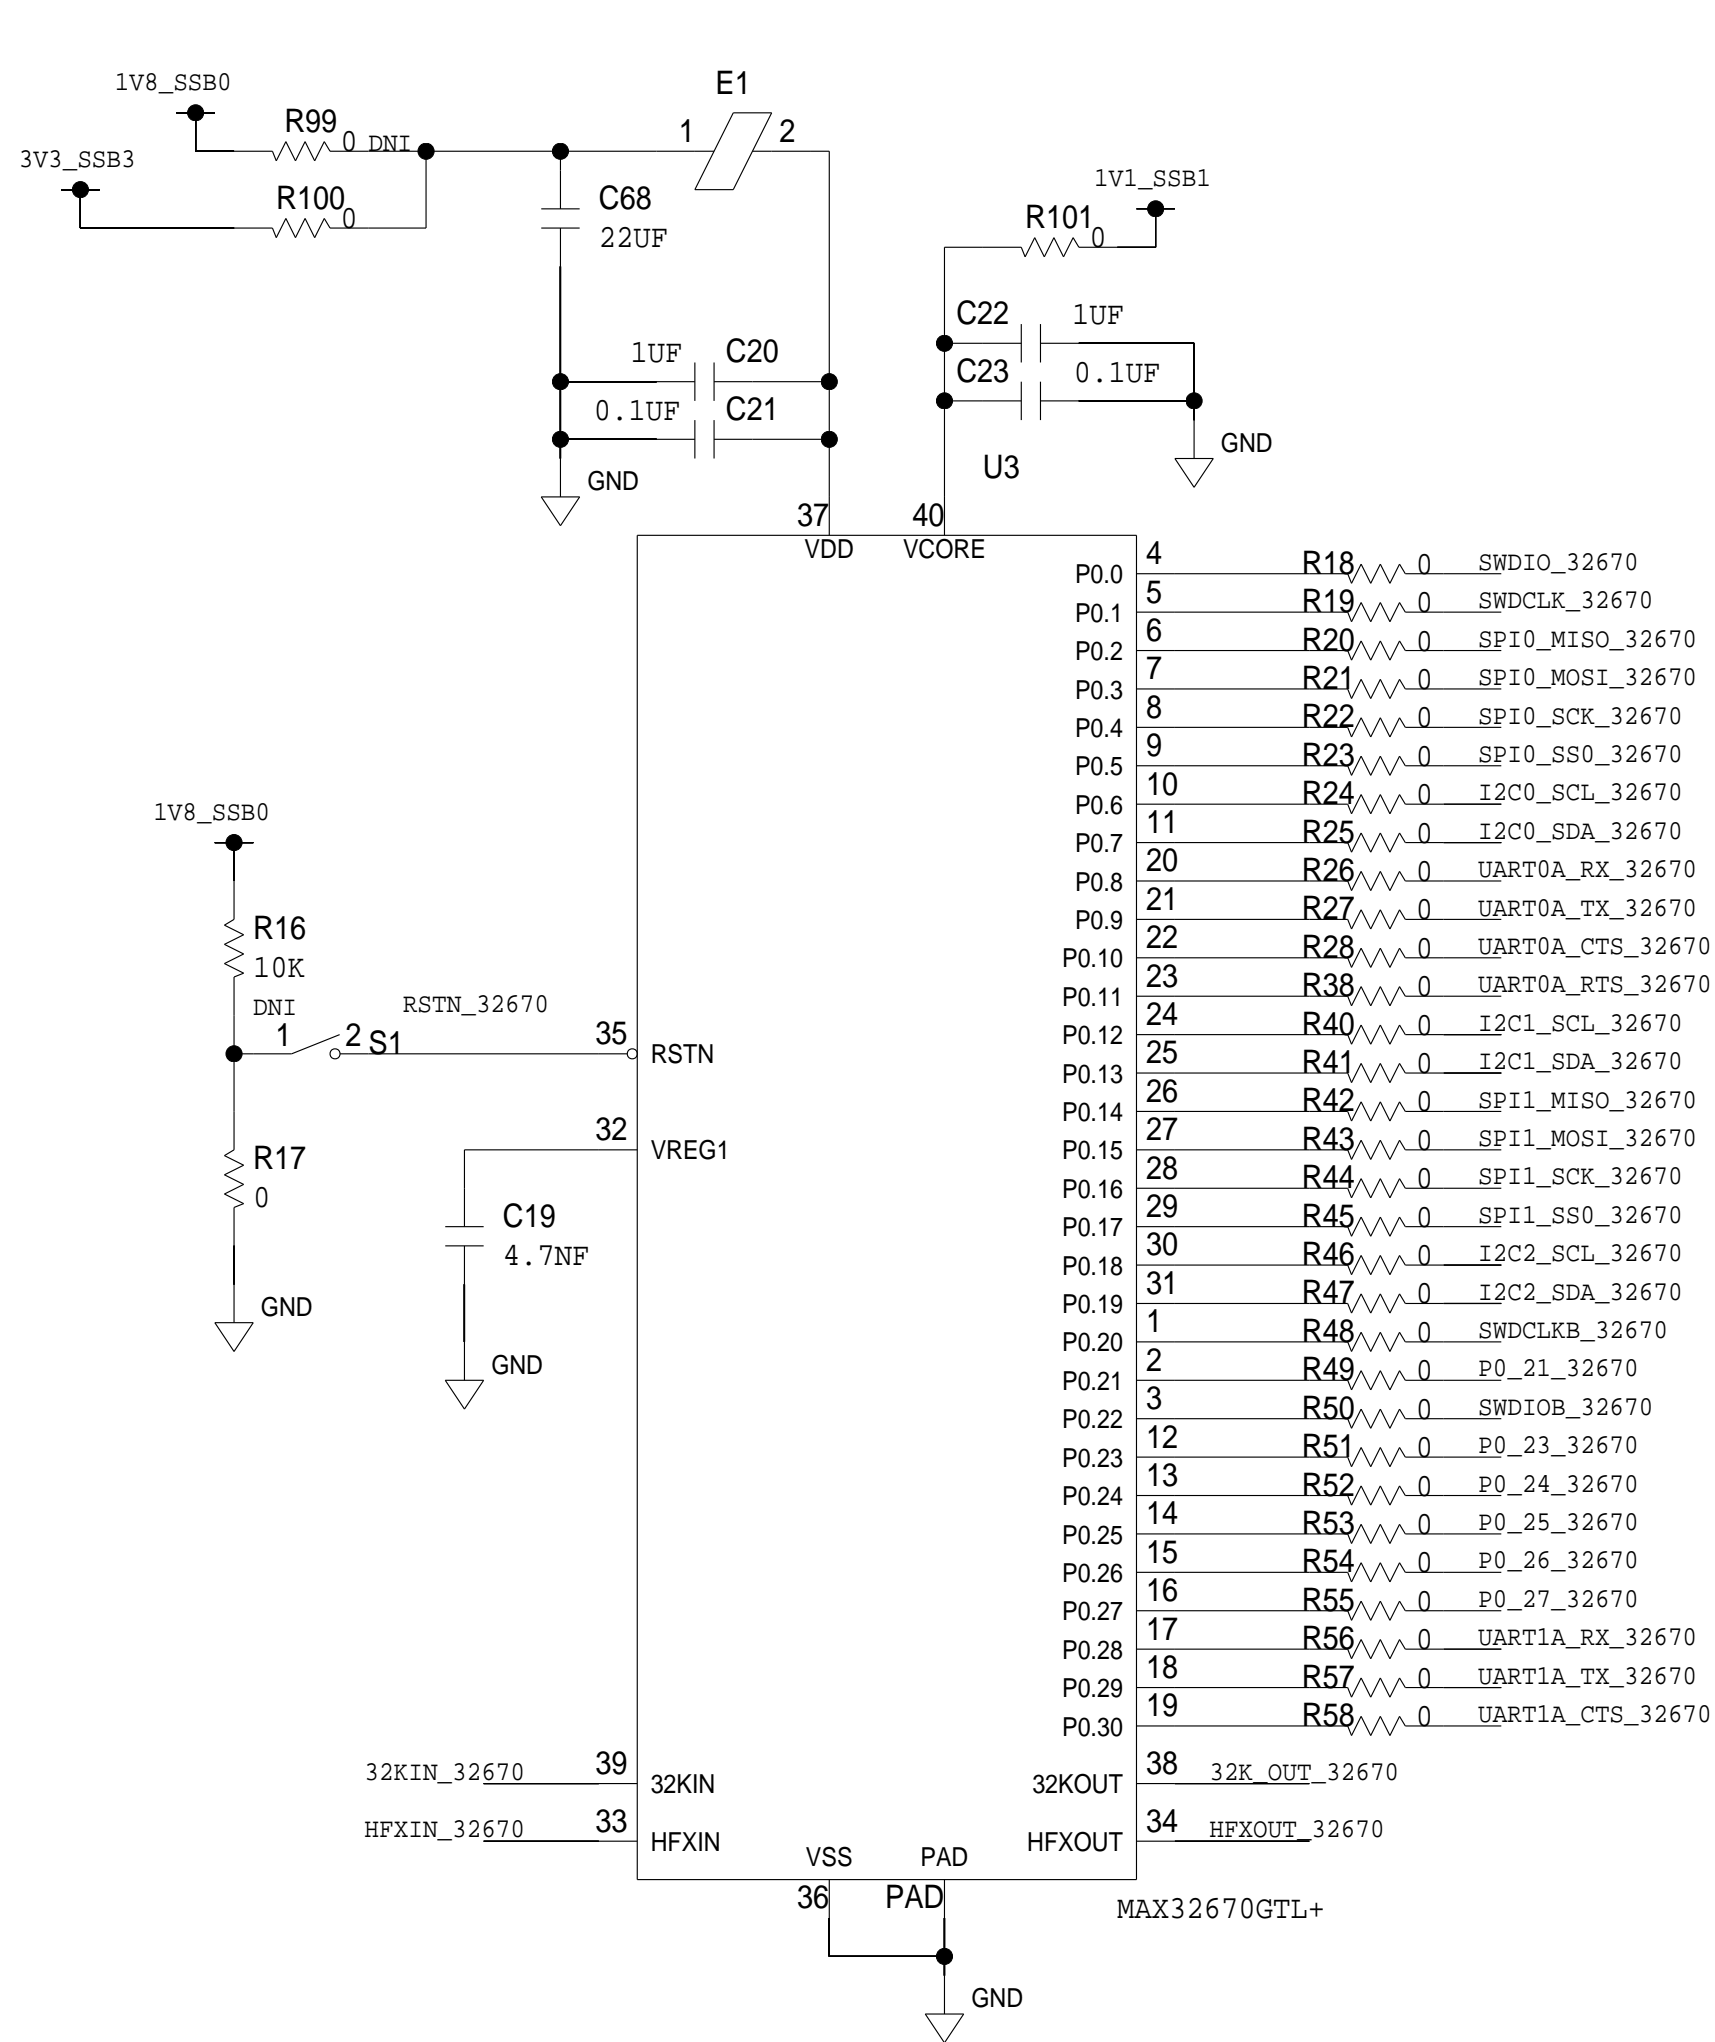 E1
1V8_SSB0
R99 0 DNI 1 2
3V3_SSB3
R100 0
C68
22UF
1V1_SSB1
R101 0
C22 1UF
1UF C20
C23 0.1UF
0.1UF C21
GND
U3
GND
37 40
VDD VCORE
P0.0 4 R18 0 SWDIO_32670
P0.1 5 R19 0 SWDCLK_32670
P0.2 6 R20 0 SPI0_MISO_32670
P0.3 7 R21 0 SPI0_MOSI_32670
P0.4 8 R22 0 SPI0_SCK_32670
P0.5 9 R23 0 SPI0_SS0_32670
P0.6 10 R24 0 I2C0_SCL_32670
P0.7 11 R25 0 I2C0_SDA_32670
P0.8 20 R26 0 UART0A_RX_32670
P0.9 21 R27 0 UART0A_TX_32670
P0.10 22 R28 0 UART0A_CTS_32670
P0.11 23 R38 0 UART0A_RTS_32670
P0.12 24 R40 0 I2C1_SCL_32670
P0.13 25 R41 0 I2C1_SDA_32670
P0.14 26 R42 0 SPI1_MISO_32670
P0.15 27 R43 0 SPI1_MOSI_32670
P0.16 28 R44 0 SPI1_SCK_32670
P0.17 29 R45 0 SPI1_SS0_32670
P0.18 30 R46 0 I2C2_SCL_32670
P0.19 31 R47 0 I2C2_SDA_32670
P0.20 1 R48 0 SWDCLKB_32670
P0.21 2 R49 0 P0_21_32670
P0.22 3 R50 0 SWDIOB_32670
P0.23 12 R51 0 P0_23_32670
P0.24 13 R52 0 P0_24_32670
P0.25 14 R53 0 P0_25_32670
P0.26 15 R54 0 P0_26_32670
P0.27 16 R55 0 P0_27_32670
P0.28 17 R56 0 UART1A_RX_32670
P0.29 18 R57 0 UART1A_TX_32670
P0.30 19 R58 0 UART1A_CTS_32670
1V8_SSB0
R16
10K
DNI
RSTN_32670
1 2 S1 35 RSTN
32 VREG1
R17
0
GND
C19
4.7NF
GND
32KIN_32670 39 32KIN 32KOUT 38 32K_OUT_32670
HFXIN_32670 33 HFXIN HFXOUT 34 HFXOUT_32670
VSS PAD
36 PAD
MAX32670GTL+
GND